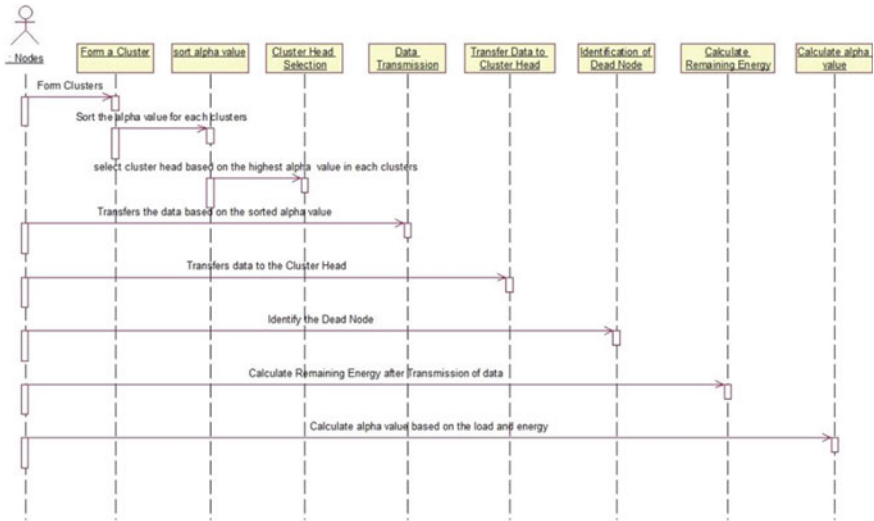 : Nodes
Form a Cluster
sort alpha value
Cluster Head
Selection
Data
Transmission
Transfer Data to
Cluster Head
Identification of
Dead Node
Calculate
Remaining Energy
Calculate alpha
value
Form Clusters
Sort the alpha value for each clusters
select cluster head based on the highest alpha value in each clusters
Transfers the data based on the sorted alpha value
Transfers data to the Cluster Head
Identify the Dead Node
Calculate Remaining Energy after Transmission of data
Calculate alpha value based on the load and energy